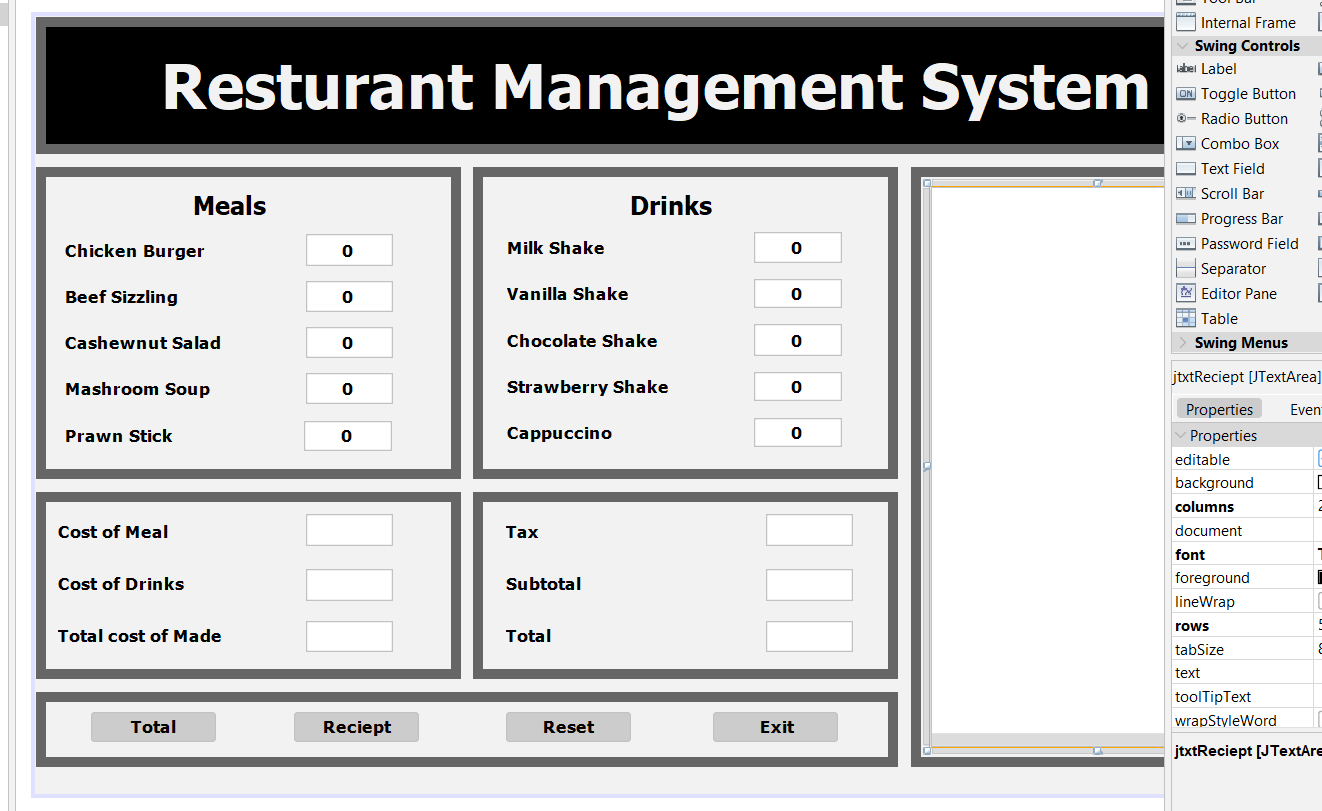 Resturant Management System
Meals
Chicken Burger 0
Beef Sizzling 0
Cashewnut Salad 0
Mashroom Soup 0
Prawn Stick 0
Drinks
Milk Shake 0
Vanilla Shake 0
Chocolate Shake 0
Strawberry Shake 0
Cappuccino 0
Cost of Meal
Cost of Drinks
Total cost of Made
Tax
Subtotal
Total
Total Reciept Reset Exit
Internal Frame
Swing Controls
label Label
ON Toggle Button
Radio Button
Combo Box
Text Field
Scroll Bar
Progress Bar
Password Field
Separator
Editor Pane
Table
Swing Menus
jtxtReciept [JTextArea]
Properties Even
Properties
editable
background
columns
document
font
foreground
lineWrap
rows
tabSize
text
toolTipText
wrapStyleWord
jtxtReciept [JTextAre